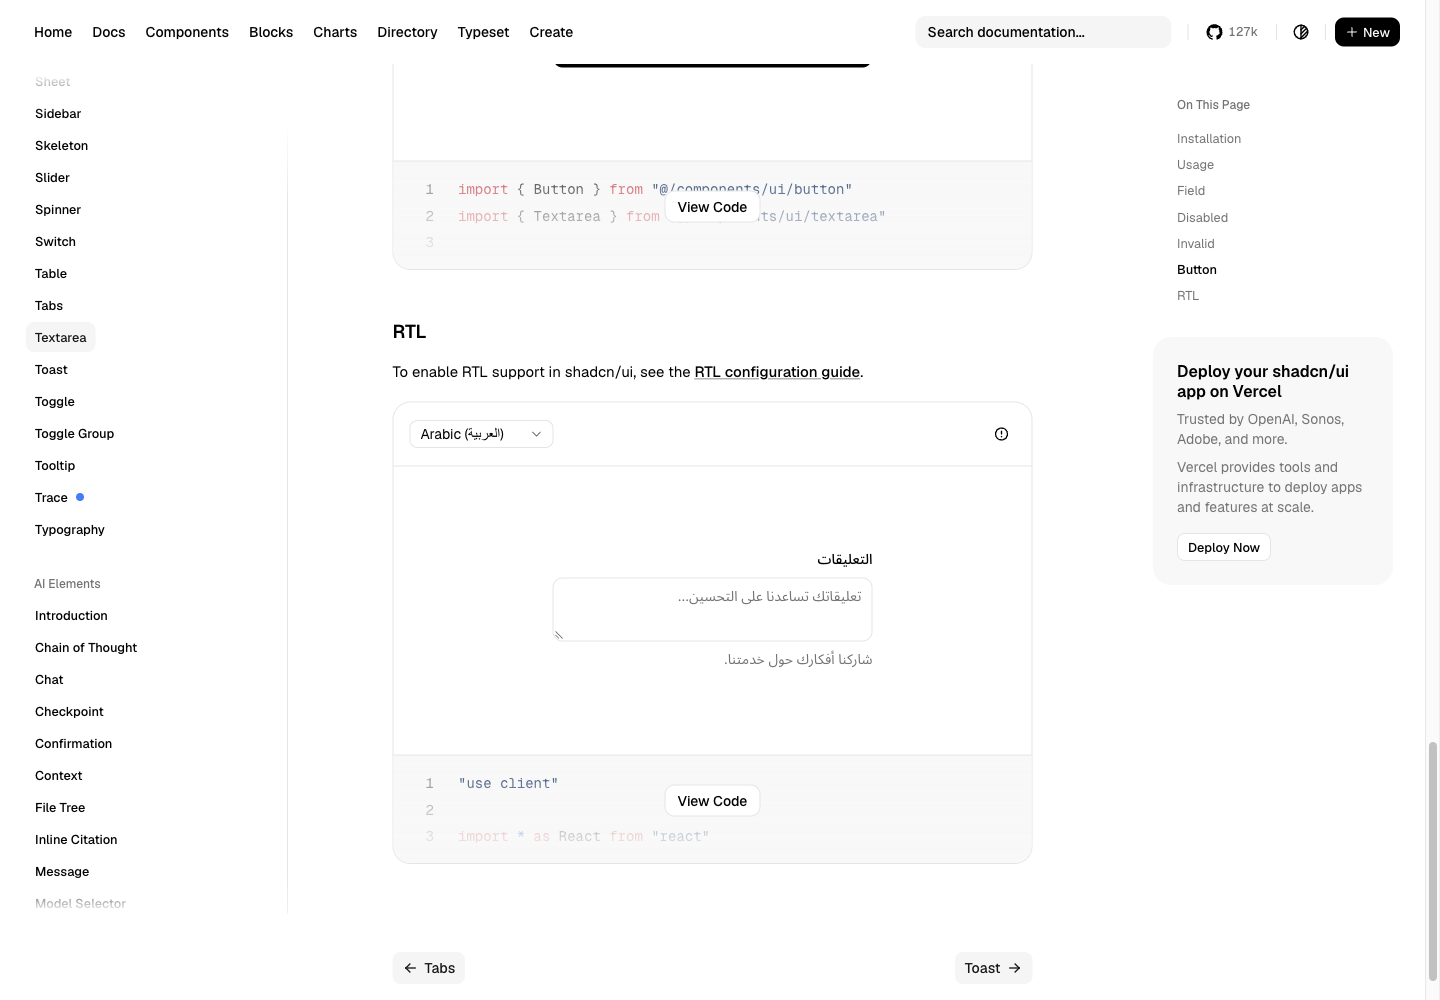 Home Docs Components Blocks Charts Directory Typeset Create
Search documentation...
127k
New
Sheet
Sidebar
Skeleton
Slider
Spinner
Switch
Table
Tabs
Textarea
Toast
Toggle
Toggle Group
Tooltip
Trace
Typography
AI Elements
Introduction
Chain of Thought
Chat
Checkpoint
Confirmation
Context
File Tree
Inline Citation
Message
Model Selector
1 import { Button } from "@/components/ui/button"
View Code
2 import { Textarea } from nts/ui/textarea"
3
RTL
To enable RTL support in shadcn/ui, see the RTL configuration guide.
Arabic (العربية)
التعليقات
تعليقاتك تساعدنا على التحسين...
شاركنا أفكارك حول خدمتنا.
1 "use client"
View Code
2
3 import * as React from "react"
Tabs
Toast
On This Page
Installation
Usage
Field
Disabled
Invalid
Button
RTL
Deploy your shadcn/ui
app on Vercel
Trusted by OpenAI, Sonos,
Adobe, and more.
Vercel provides tools and
infrastructure to deploy apps
and features at scale.
Deploy Now